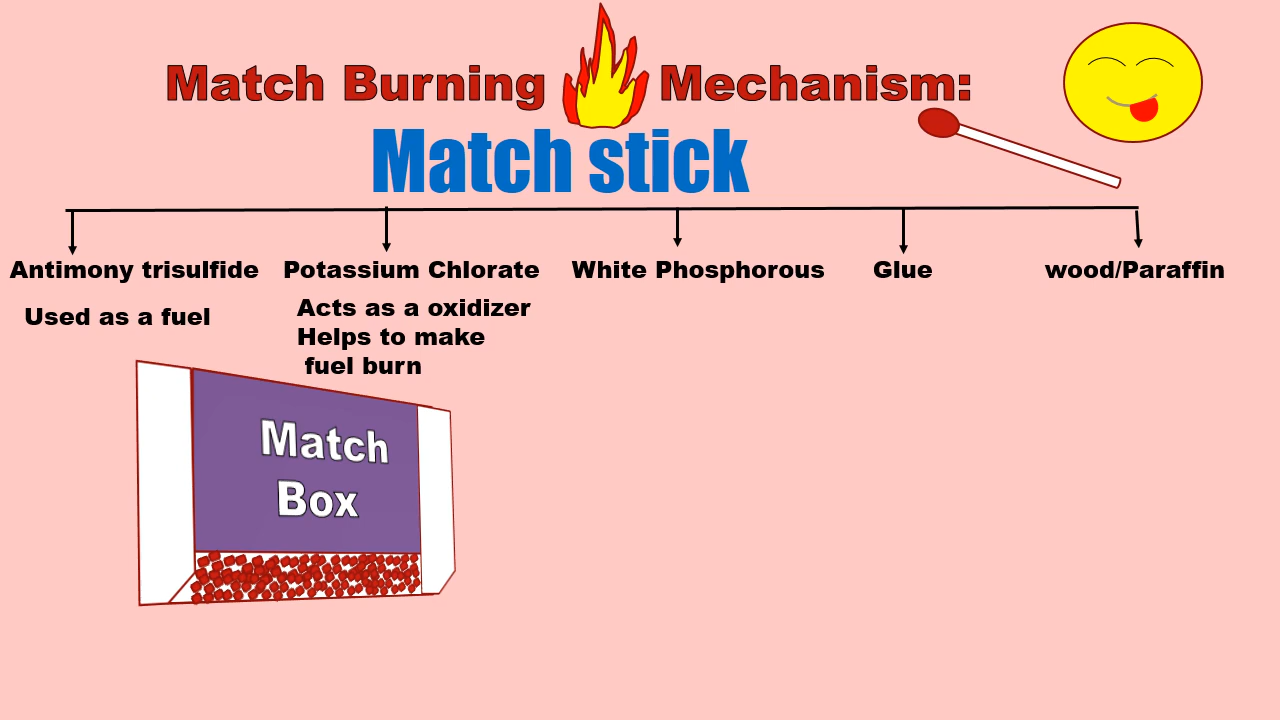 Match Burning Mechanism:
Match stick
Antimony trisulfide
Potassium Chlorate
White Phosphorous
Glue
wood/Paraffin
Used as a fuel
Acts as a oxidizer
Helps to make
fuel burn
Match
Box